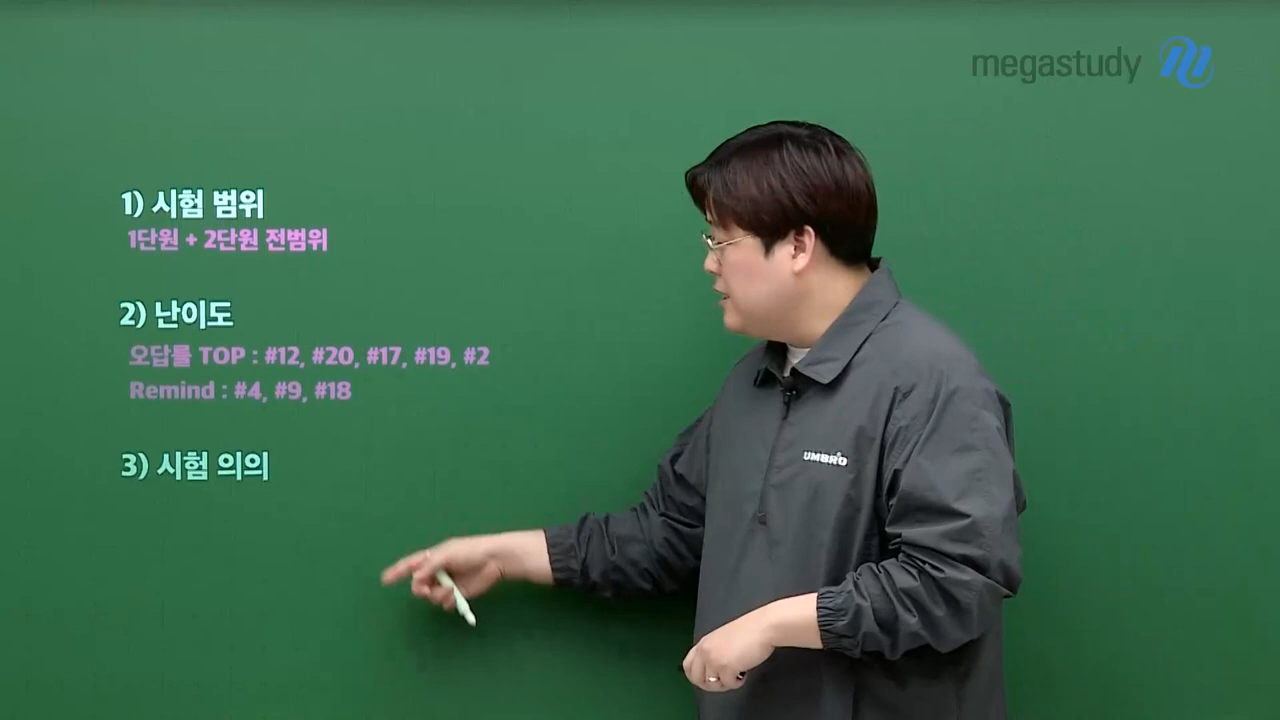 megastudy
1) 시험 범위
1단원 + 2단원 전범위
2) 난이도
오답률 TOP : #12, #20, #17, #19, #2
Remind : #4, #9, #18
3) 시험 의의
UMBRO